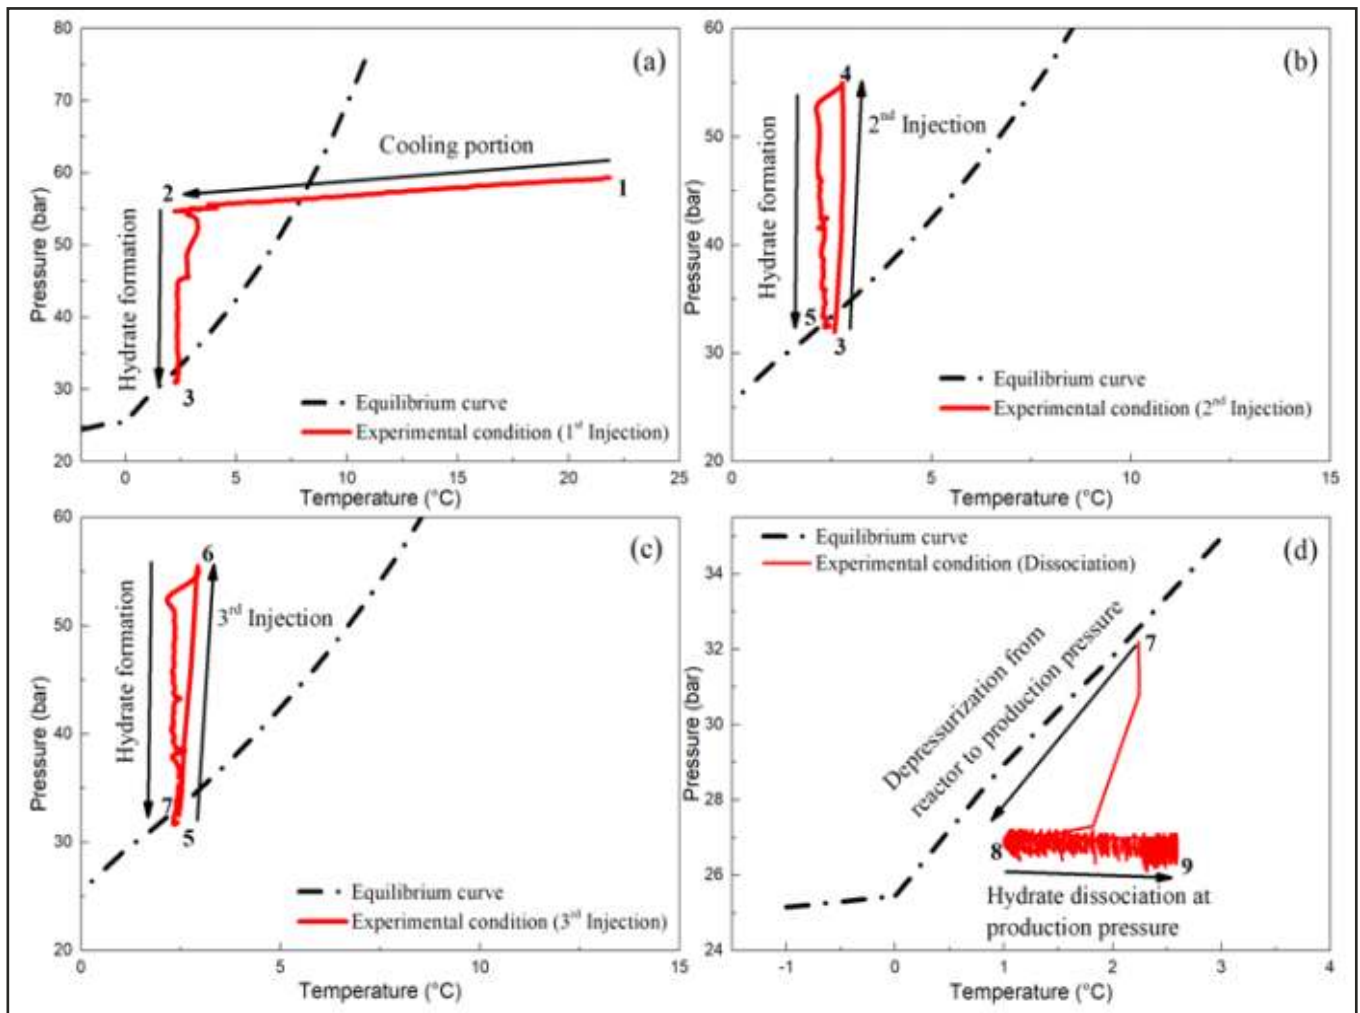 (a)
80
70
60
50
40
30
20
Pressure (bar)
Cooling portion
1
2
3
Hydrate formation
Equilibrium curve
Experimental condition (1st Injection)
0
5
10
15
20
25
Temperature (°C)
(b)
60
50
40
30
20
Pressure (bar)
4
2nd Injection
Hydrate formation
5
3
Equilibrium curve
Experimental condition (2nd Injection)
0
5
10
15
Temperature (°C)
(c)
60
50
40
30
20
Pressure (bar)
6
3rd Injection
Hydrate formation
7
5
Equilibrium curve
Experimental condition (3rd Injection)
0
5
10
15
Temperature (°C)
(d)
Equilibrium curve
Experimental condition (Dissociation)
34
32
30
28
26
24
Pressure (bar)
Depressurization from
reactor to production pressure
7
8
9
Hydrate dissociation at
production pressure
-1
0
1
2
3
4
Temperature (°C)